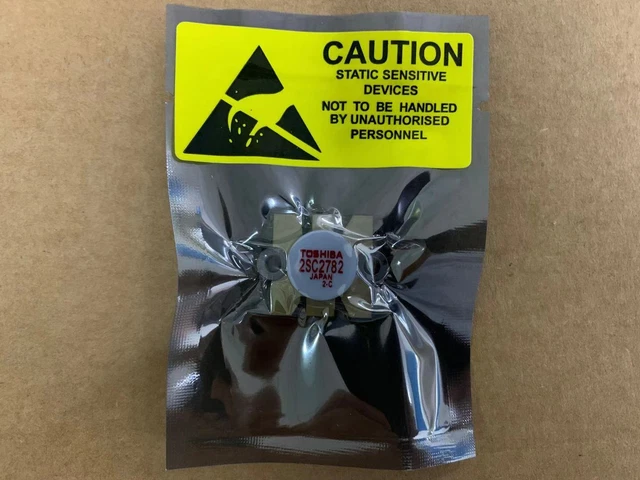 CAUTION
STATIC SENSITIVE
DEVICES
NOT TO BE HANDLED
BY UNAUTHORISED
PERSONNEL
TOSHIBA
2SC2782
JAPAN
2-C